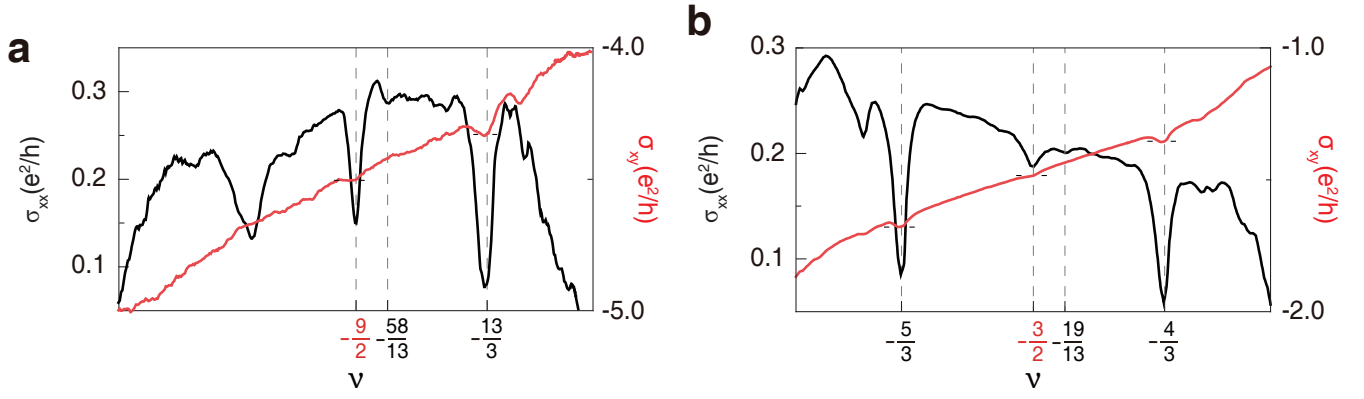 a
σxx(e²/h)
0.3
0.2
0.1
-4.0
-5.0
σxy(e²/h)
-9/2
-58/13
-13/3
ν
b
σxx(e²/h)
0.3
0.2
0.1
-1.0
-2.0
σxy(e²/h)
-5/3
-3/2
-19/13
-4/3
ν